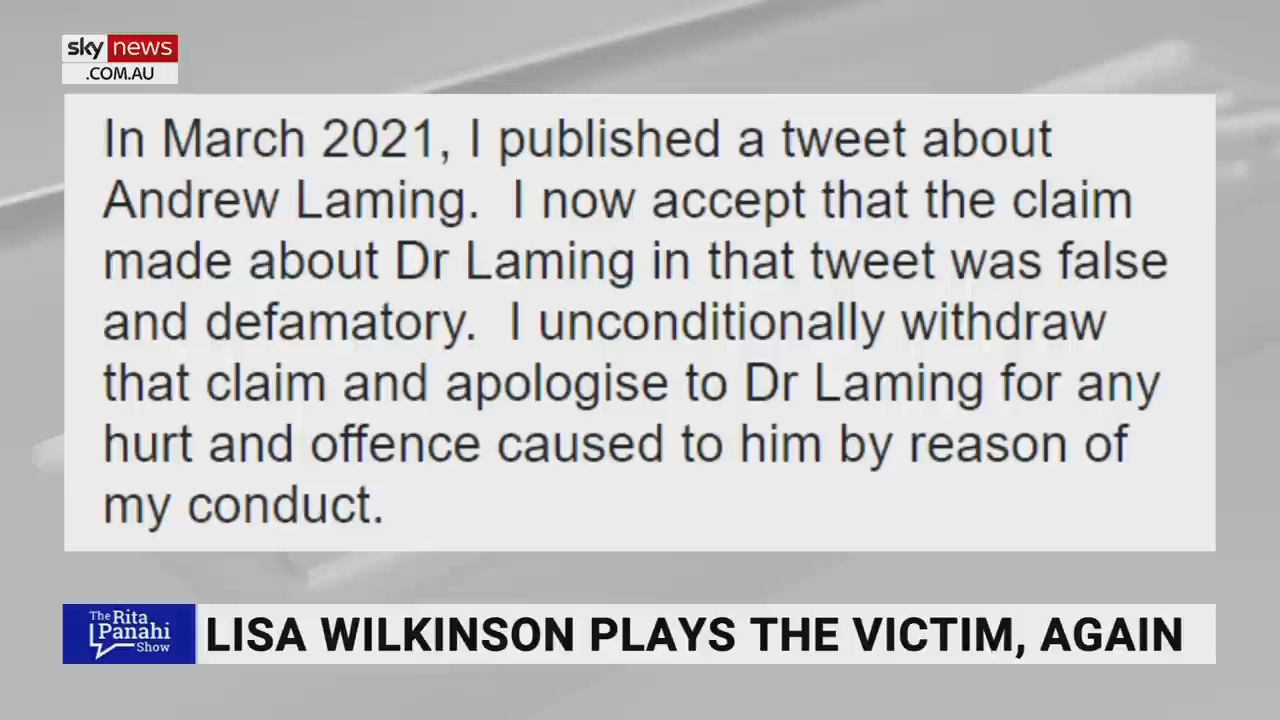 sky news
.COM.AU
In March 2021, I published a tweet about
Andrew Laming. I now accept that the claim
made about Dr Laming in that tweet was false
and defamatory. I unconditionally withdraw
that claim and apologise to Dr Laming for any
hurt and offence caused to him by reason of
my conduct.
The Rita
Panahi
Show
LISA WILKINSON PLAYS THE VICTIM, AGAIN